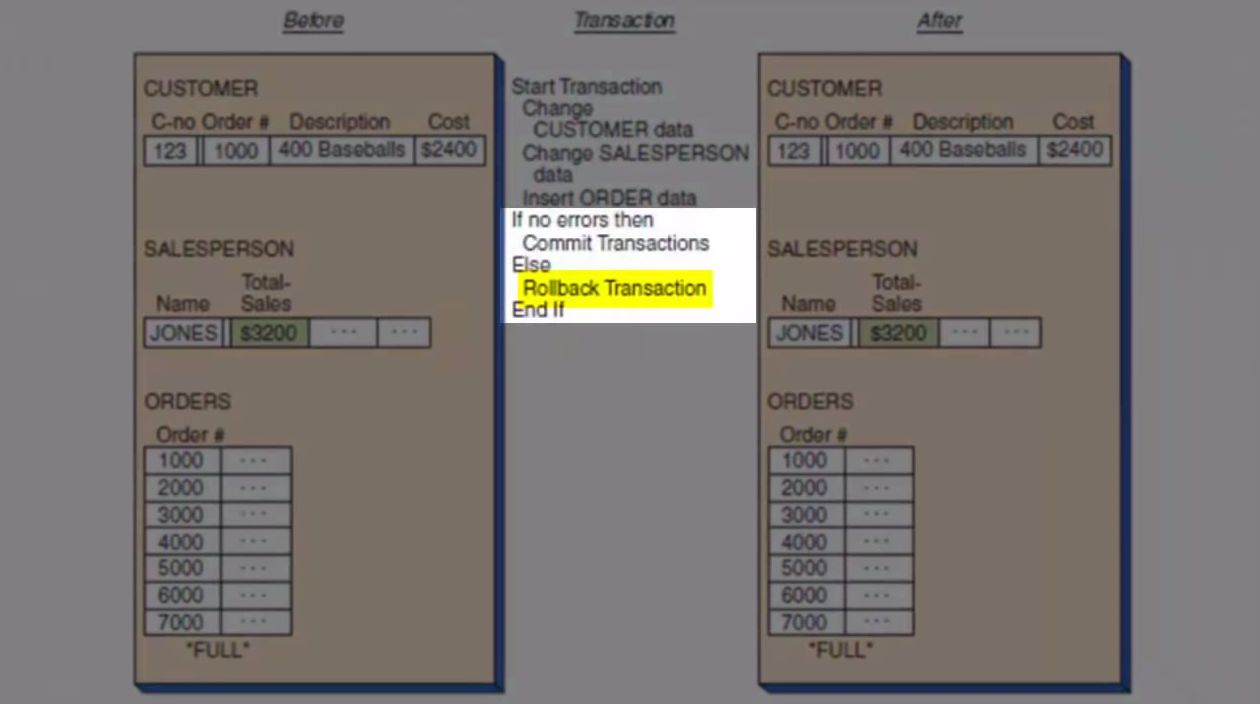 Before
Transaction
After
CUSTOMER
C-no Order # Description Cost
123 1000 400 Baseballs $2400
SALESPERSON
Total-
Name Sales
JONES $3200 --- ---
ORDERS
Order #
1000 ---
2000 ---
3000 ---
4000 ---
5000 ---
6000 ---
7000 ---
*FULL*
Start Transaction
Change
CUSTOMER data
Change SALESPERSON
data
Insert ORDER data
If no errors then
Commit Transactions
Else
Rollback Transaction
End If
CUSTOMER
C-no Order # Description Cost
123 1000 400 Baseballs $2400
SALESPERSON
Total-
Name Sales
JONES $3200 --- ---
ORDERS
Order #
1000 ---
2000 ---
3000 ---
4000 ---
5000 ---
6000 ---
7000 ---
*FULL*